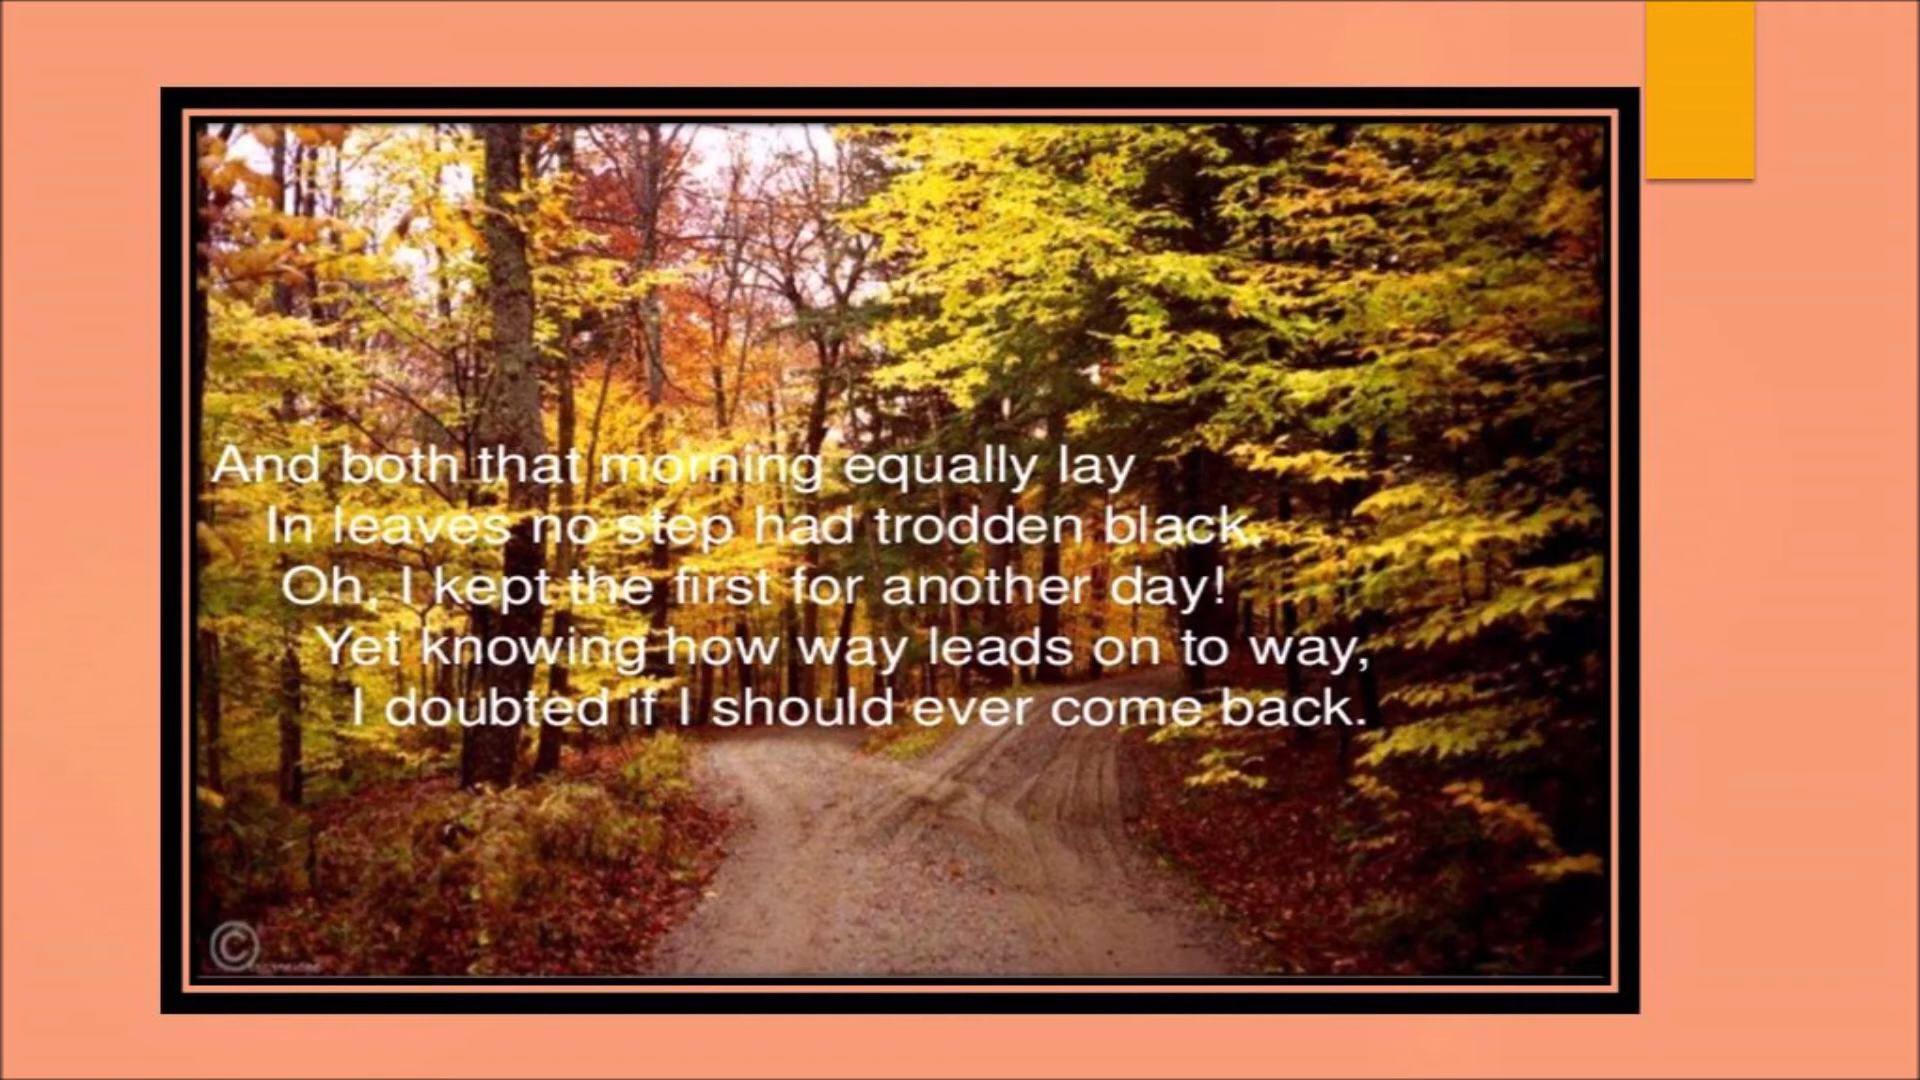 And both that morning equally lay
In leaves no step had trodden black.
Oh, I kept the first for another day!
Yet knowing how way leads on to way,
I doubted if I should ever come back.
©